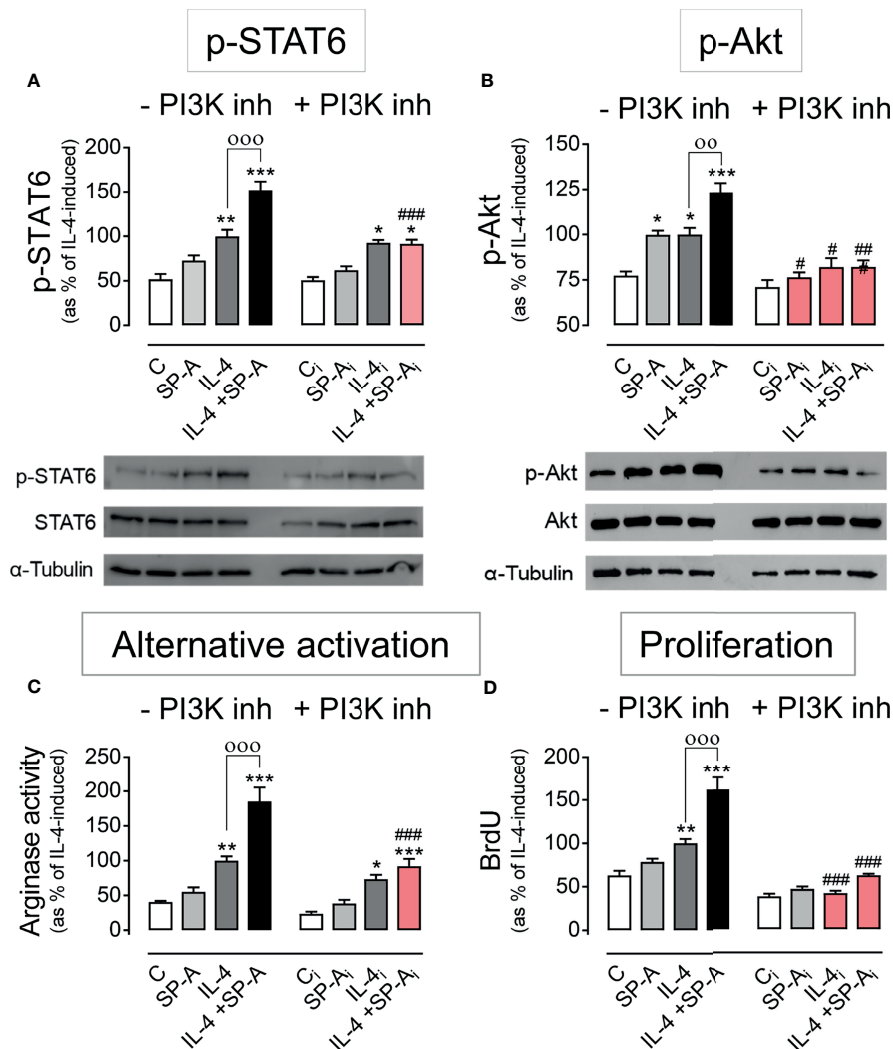 p-STAT6
p-Akt
A
- PI3K inh + PI3K inh
p-STAT6
(as % of IL-4-induced)
200
150
100
50
0
ooo
**
***
*
###
*
C
SP-A
IL-4
IL-4 +SP-A
Ci
SP-Ai
IL-4i
IL-4 +SP-Ai
p-STAT6
STAT6
α-Tubulin
B
- PI3K inh + PI3K inh
p-Akt
(as % of IL-4-induced)
150
125
100
75
50
oo
*
*
***
#
#
##
#
C
SP-A
IL-4
IL-4 +SP-A
Ci
SP-Ai
IL-4i
IL-4 +SP-Ai
p-Akt
Akt
α-Tubulin
Alternative activation
Proliferation
C
- PI3K inh + PI3K inh
Arginase activity
(as % of IL-4-induced)
250
200
150
100
50
0
ooo
**
***
*
###
***
C
SP-A
IL-4
IL-4 +SP-A
Ci
SP-Ai
IL-4i
IL-4 +SP-Ai
D
- PI3K inh + PI3K inh
BrdU
(as % of IL-4-induced)
200
150
100
50
0
ooo
**
***
###
###
C
SP-A
IL-4
IL-4 +SP-A
Ci
SP-Ai
IL-4i
IL-4 +SP-Ai